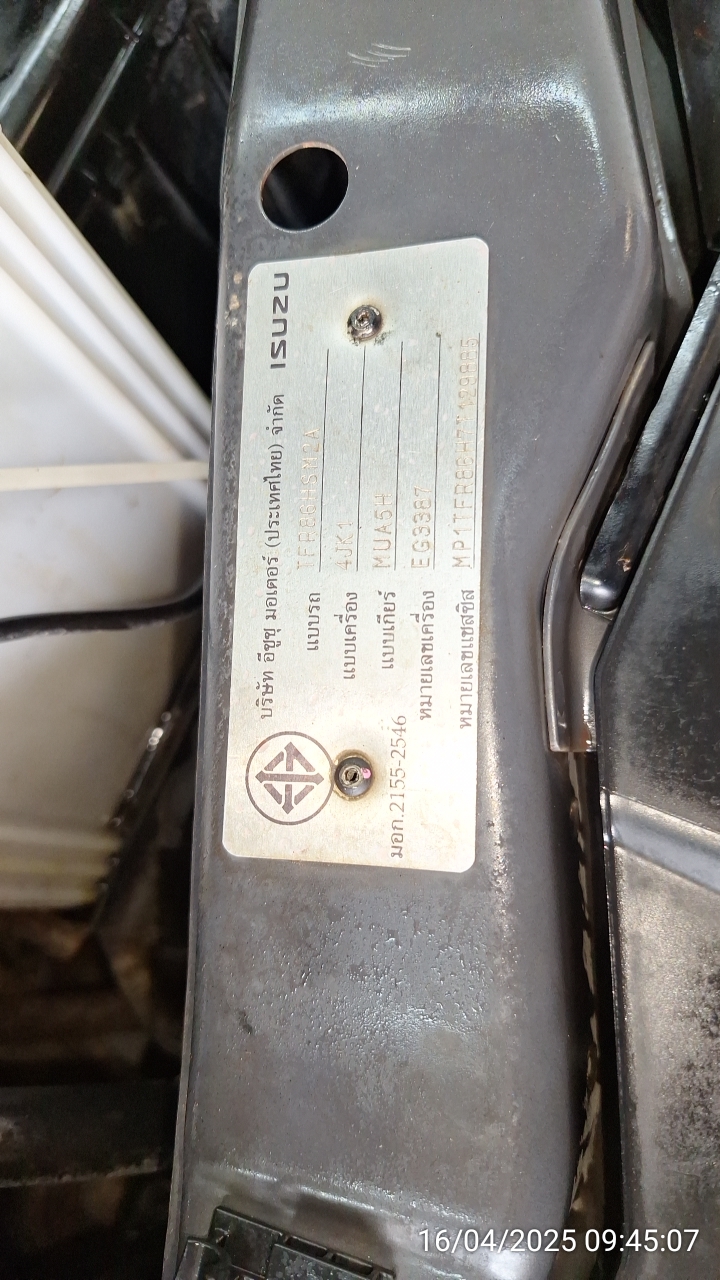 บริษัท อีซูซุ มอเตอร์ (ประเทศไทย) จำกัด ISUZU
แบบรถ TFR86HSM2A
แบบเครื่อง 4JK1
แบบเกียร์ MUA5H
หมายเลขเครื่อง EG3387
หมายเลขแชสซิส
มอก.2155-2546
16/04/2025 09:45:07